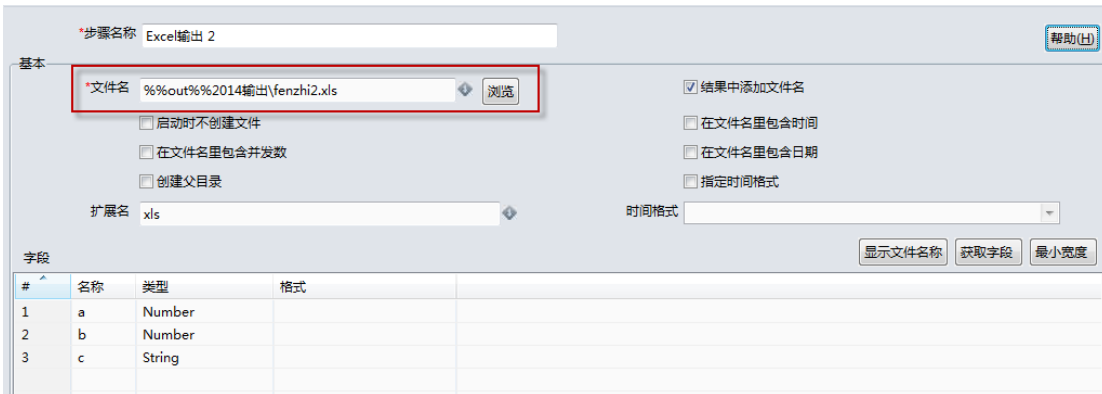 *步骤名称 Excel输出 2 帮助(H)
基本
*文件名 %%out%%2014输出\fenzhi2.xls 浏览 结果中添加文件名
启动时不创建文件 在文件名里包含时间
在文件名里包含并发数 在文件名里包含日期
创建父目录 指定时间格式
扩展名 xls 时间格式
显示文件名称 获取字段 最小宽度
字段
# 名称 类型 格式
1 a Number
2 b Number
3 c String